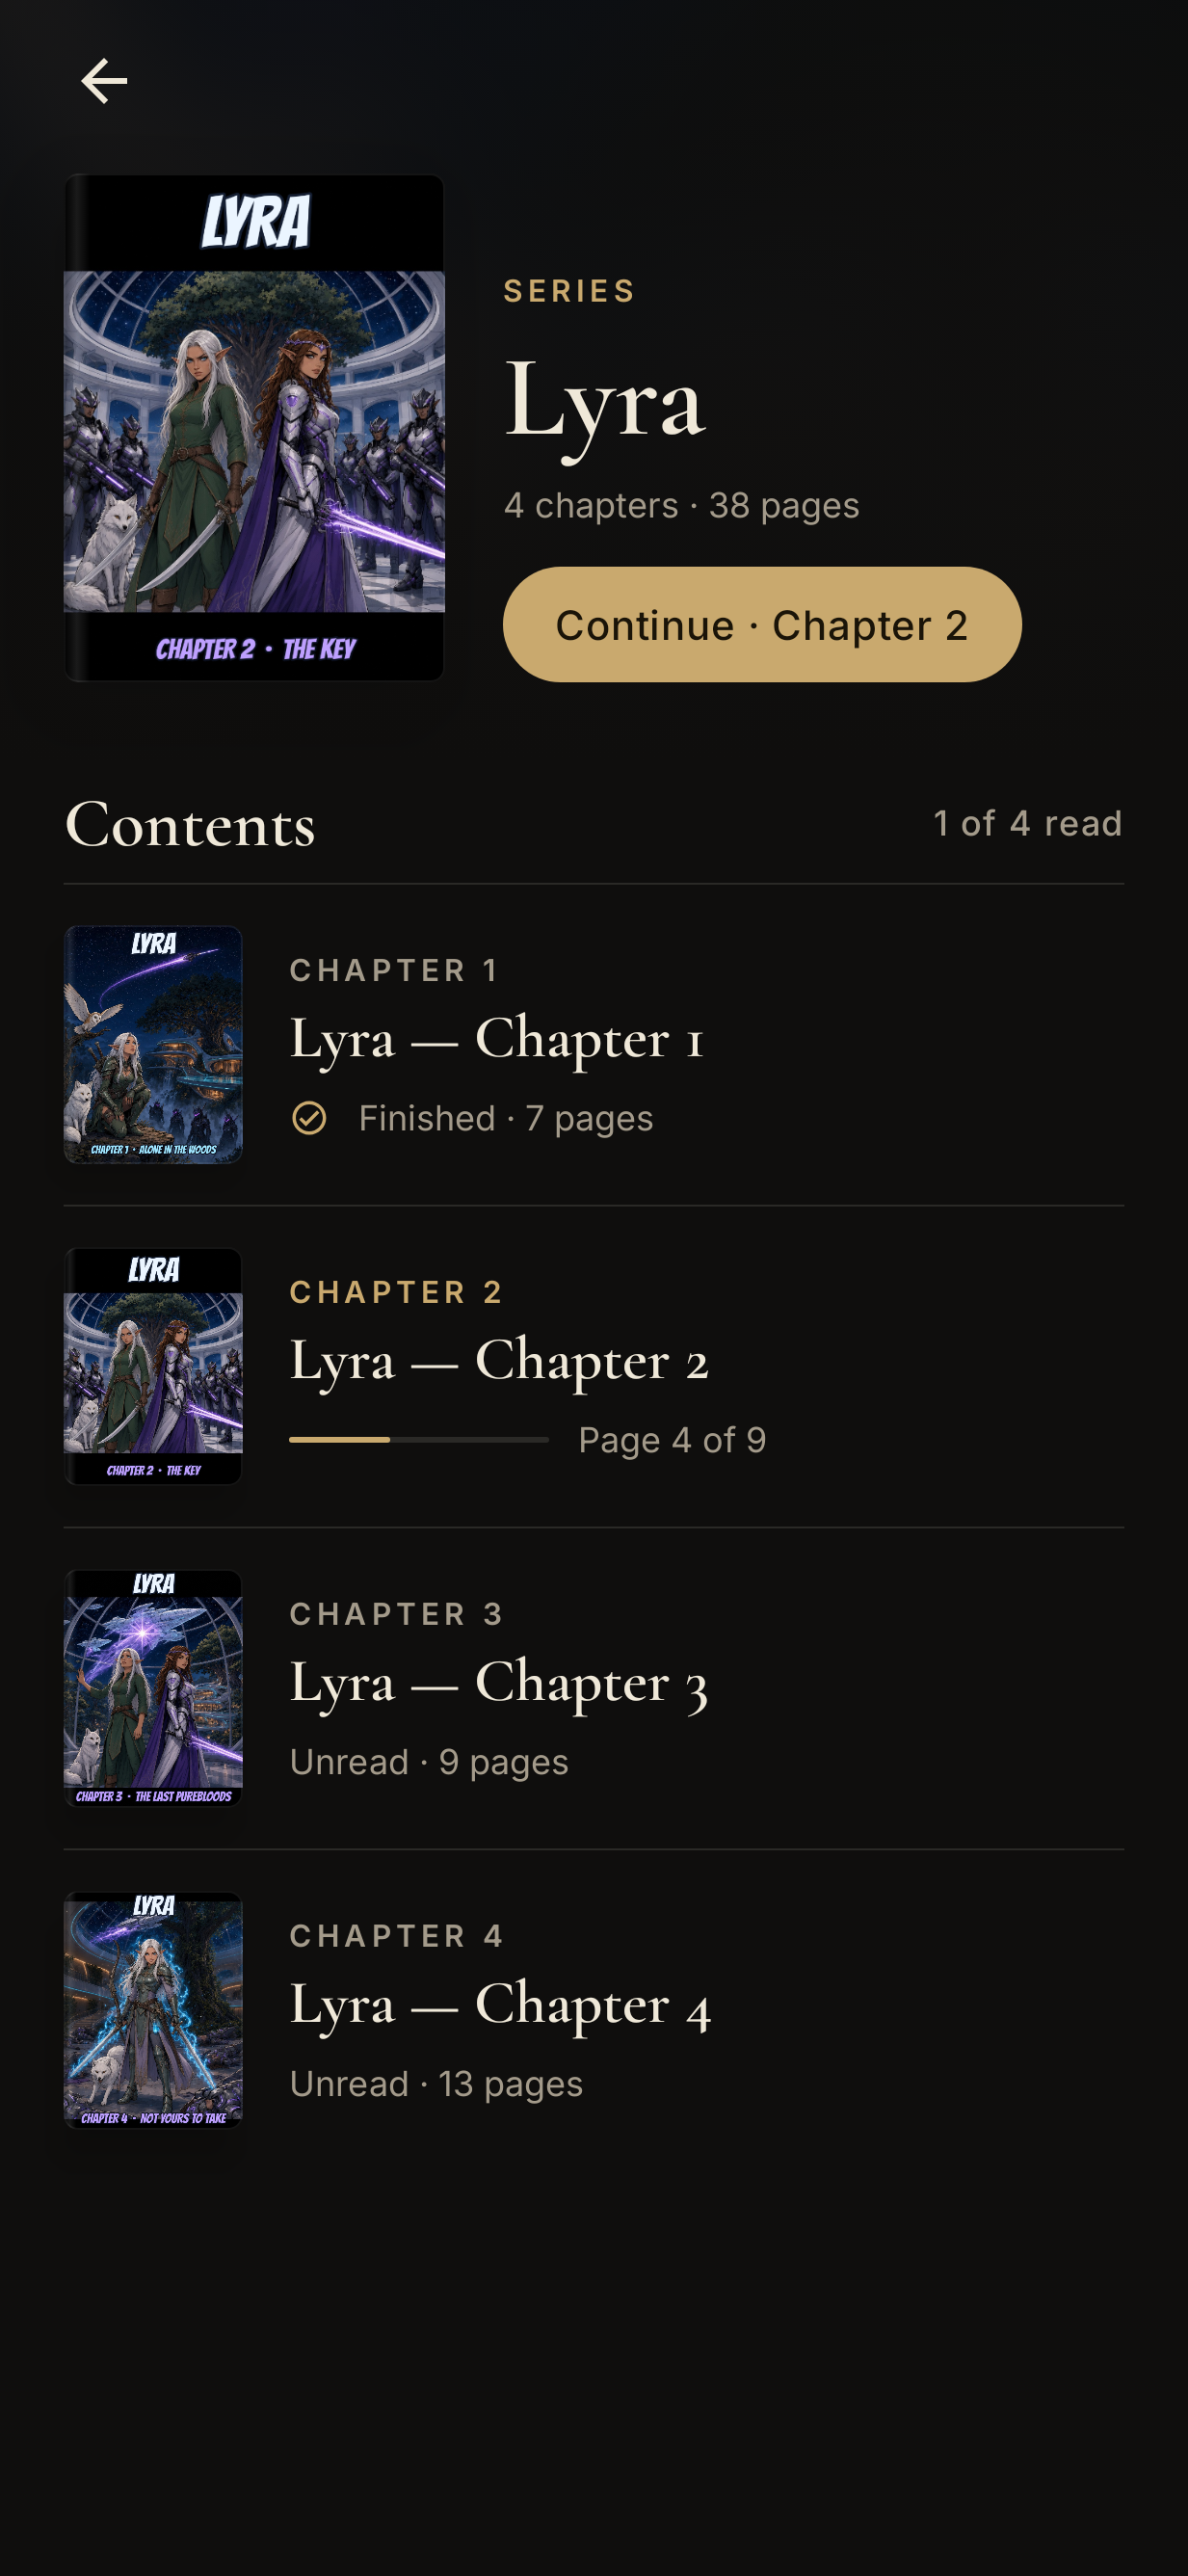 LYRA
CHAPTER 2 · THE KEY
SERIES
Lyra
4 chapters · 38 pages
Continue · Chapter 2
Contents
1 of 4 read
LYRA
CHAPTER 1 · ALONE IN THE WOODS
CHAPTER 1
Lyra — Chapter 1
Finished · 7 pages
LYRA
CHAPTER 2 · THE KEY
CHAPTER 2
Lyra — Chapter 2
Page 4 of 9
LYRA
CHAPTER 3 · THE LAST PUREBLOODS
CHAPTER 3
Lyra — Chapter 3
Unread · 9 pages
LYRA
CHAPTER 4 · NOT YOURS TO TAKE
CHAPTER 4
Lyra — Chapter 4
Unread · 13 pages